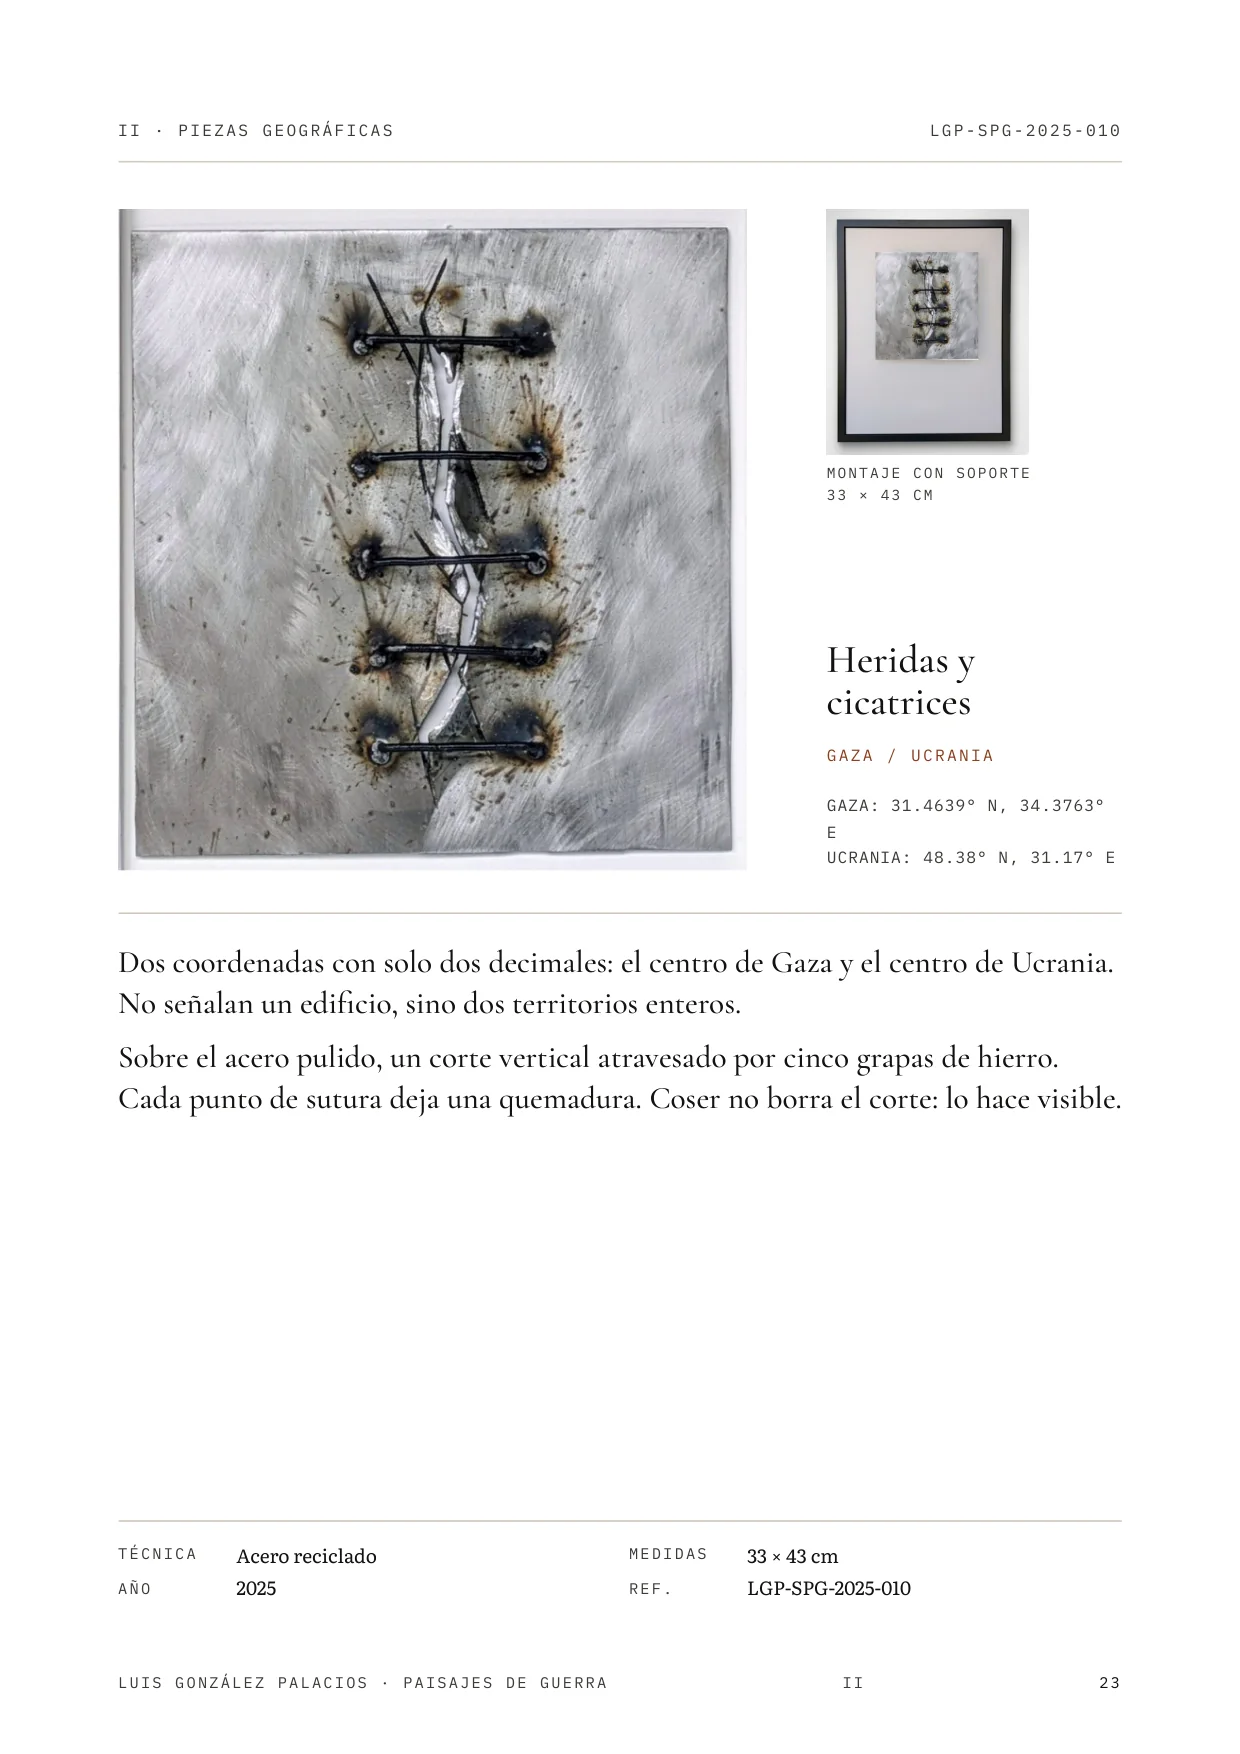 II · PIEZAS GEOGRÁFICAS
LGP-SPG-2025-010
MONTAJE CON SOPORTE
33 × 43 CM
Heridas y
cicatrices
GAZA / UCRANIA
GAZA: 31.4639° N, 34.3763°
E
UCRANIA: 48.38° N, 31.17° E
Dos coordenadas con solo dos decimales: el centro de Gaza y el centro de Ucrania.
No señalan un edificio, sino dos territorios enteros.
Sobre el acero pulido, un corte vertical atravesado por cinco grapas de hierro.
Cada punto de sutura deja una quemadura. Coser no borra el corte: lo hace visible.
TÉCNICA Acero reciclado
MEDIDAS 33 × 43 cm
AÑO 2025
REF. LGP-SPG-2025-010
LUIS GONZÁLEZ PALACIOS · PAISAJES DE GUERRA
II
23